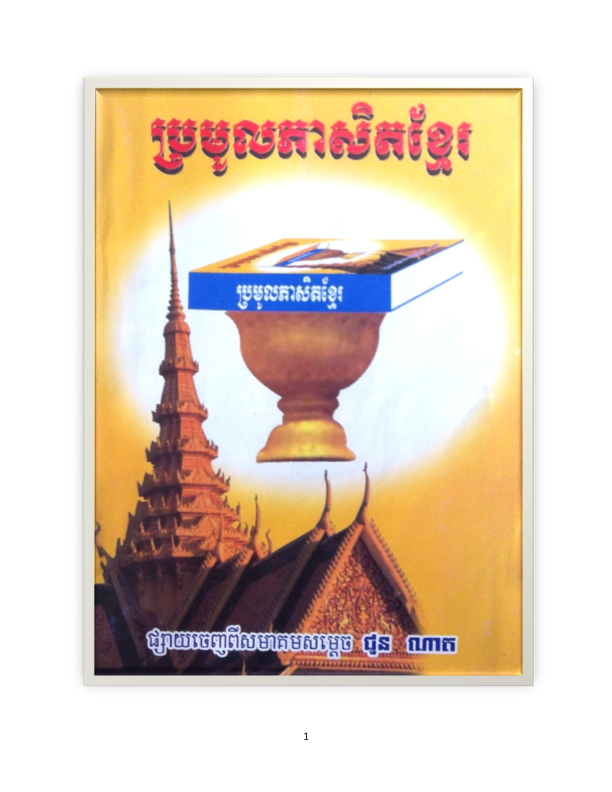 ប្រមូលភាសិតខ្មែរ
ប្រមូលភាសិតខ្មែរ
ផ្សាយចេញពីសមាគមសម្ដេច ជួន ណាត
1